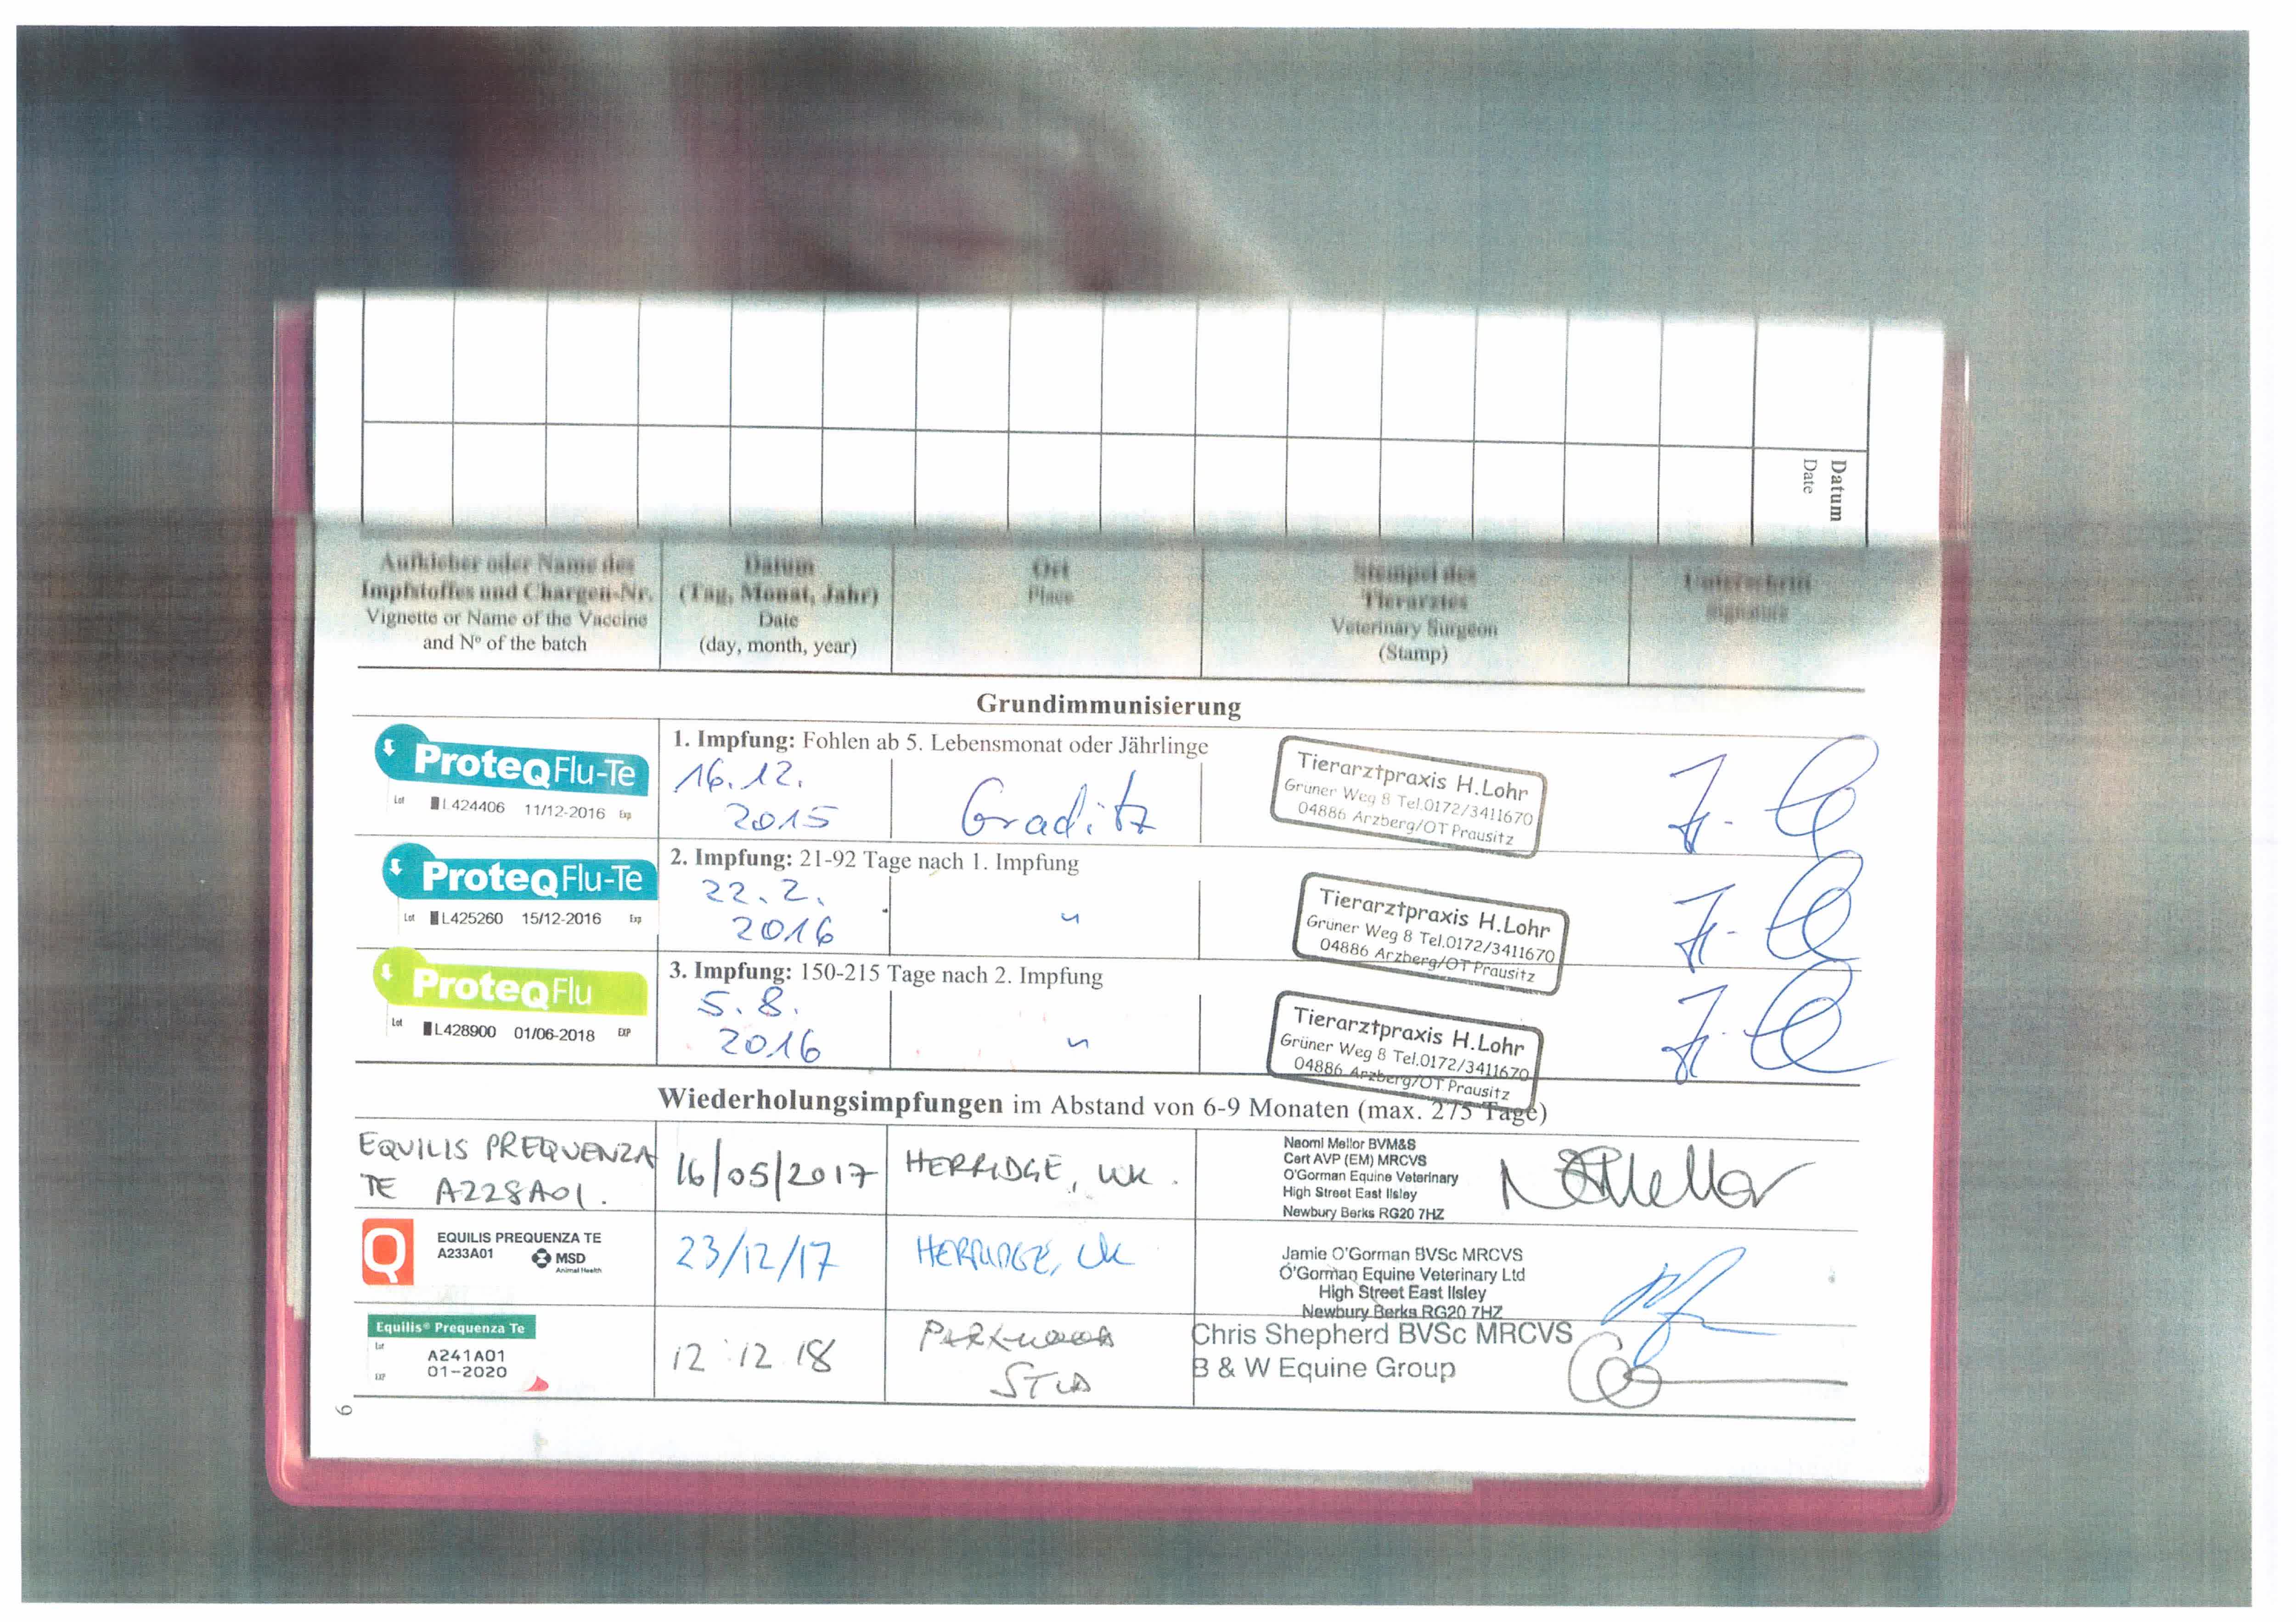 Datum
Date
Aufkleber oder Name des
Impfstoffes und Chargen-Nr.
Vignette or Name of the Vaccine
and Nº of the batch
Datum
(Tag, Monat, Jahr)
Date
(day, month, year)
Ort
Place
Stempel des
Tierarztes
Veterinary Surgeon
(Stamp)
Unterschrift
Signature
Grundimmunisierung
ProteqFlu-Te
Lot L424406 11/12-2016 Exp
1. Impfung: Fohlen ab 5. Lebensmonat oder Jährlinge
16.12.
2015
Graditz
Tierarztpraxis H.Lohr
Grüner Weg 8 Tel.0172/3411670
04886 Arzberg/OT Prausitz
ProteqFlu-Te
Lot L425260 15/12-2016 Exp
2. Impfung: 21-92 Tage nach 1. Impfung
22.2.
2016
"
Tierarztpraxis H.Lohr
Grüner Weg 8 Tel.0172/3411670
04886 Arzberg/OT Prausitz
ProteqFlu
Lot L428900 01/06-2018 EXP
3. Impfung: 150-215 Tage nach 2. Impfung
5.8.
2016
"
Tierarztpraxis H.Lohr
Grüner Weg 8 Tel.0172/3411670
04886 Arzberg/OT Prausitz
Wiederholungsimpfungen im Abstand von 6-9 Monaten (max. 275 Tage)
EQUILIS PREQUENZA
TE A228A01.
16/05/2017
HERRIDGE, UK.
Naomi Mellor BVM&S
Cert AVP (EM) MRCVS
O'Gorman Equine Veterinary
High Street East Ilsley
Newbury Berks RG20 7HZ
Q
EQUILIS PREQUENZA TE
A233A01
MSD
Animal Health
23/12/17
HERRIDGE, UK
Jamie O'Gorman BVSc MRCVS
O'Gorman Equine Veterinary Ltd
High Street East Ilsley
Newbury Berks RG20 7HZ
Equilis® Prequenza Te
Lot
A241A01
EXP
01-2020
12.12.18
PARKWOOD
STUD
Chris Shepherd BVSc MRCVS
B & W Equine Group
6